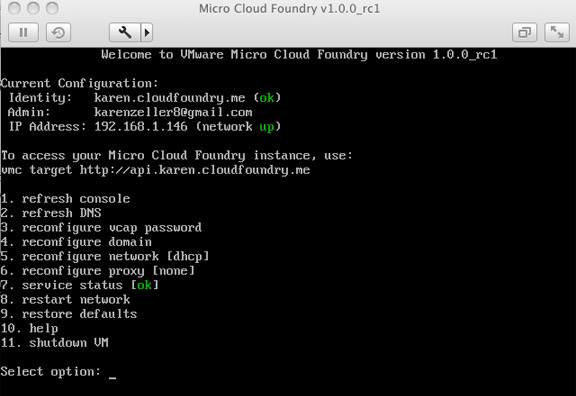 Micro Cloud Foundry v1.0.0_rc1
Welcome to VMware Micro Cloud Foundry version 1.0.0_rc1
Current Configuration:
Identity: karen.cloudfoundry.me (ok)
Admin: karenzeller8@gmail.com
IP Address: 192.168.1.146 (network up)
To access your Micro Cloud Foundry instance, use:
vmc target http://api.karen.cloudfoundry.me
1. refresh console
2. refresh DNS
3. reconfigure vcap password
4. reconfigure domain
5. reconfigure network [dhcp]
6. reconfigure proxy [none]
7. service status [ok]
8. restart network
9. restore defaults
10. help
11. shutdown VM
Select option: _